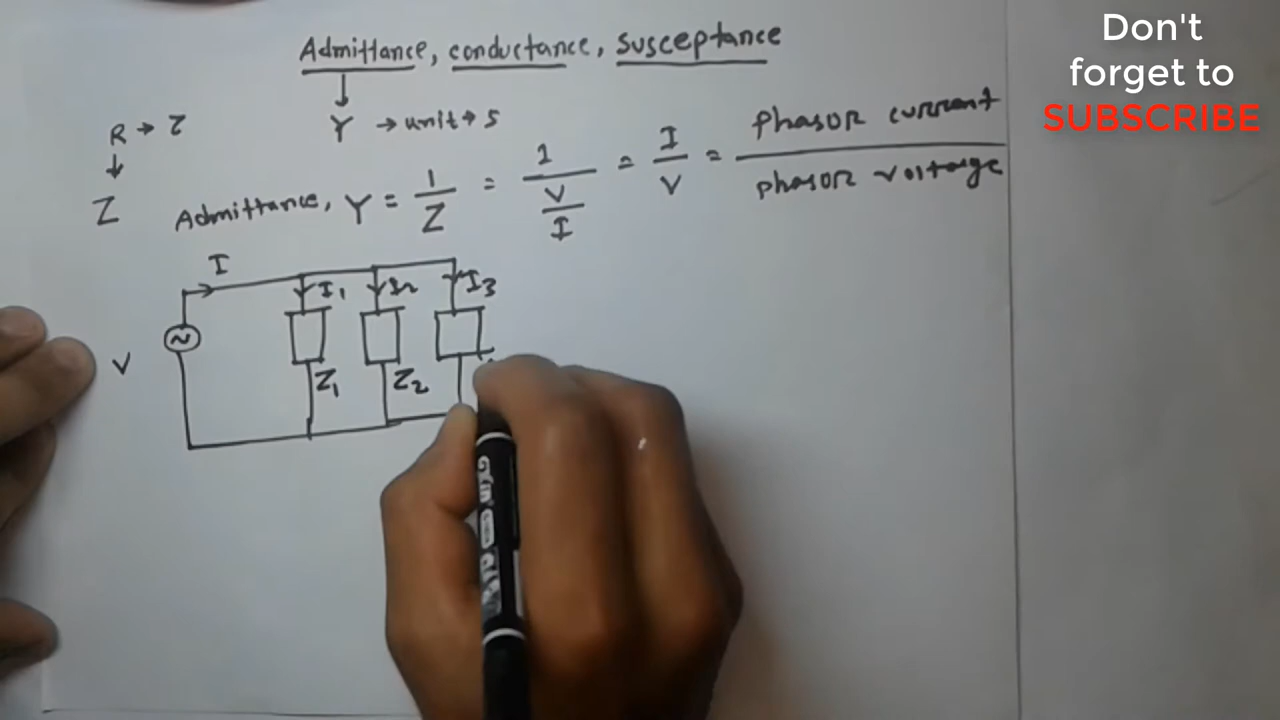 Admittance, conductance, susceptance
Don't
forget to
SUBSCRIBE
R →
Y → unit → S
Z
Admittance, Y = 1/Z = 1/(V/I) = I/V = phasor current/phasor voltage
I
I1
I3
V
Z1
Z2